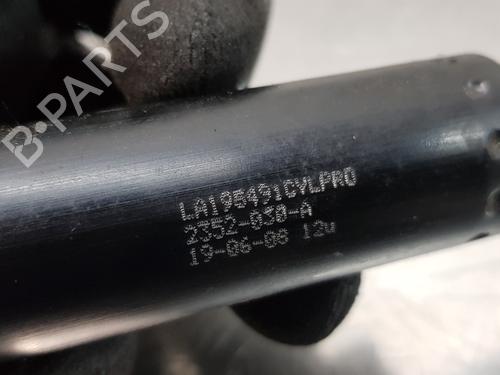 B-PARTS
LA195491CYLPRO
2352-030-A
19-06-08 12u